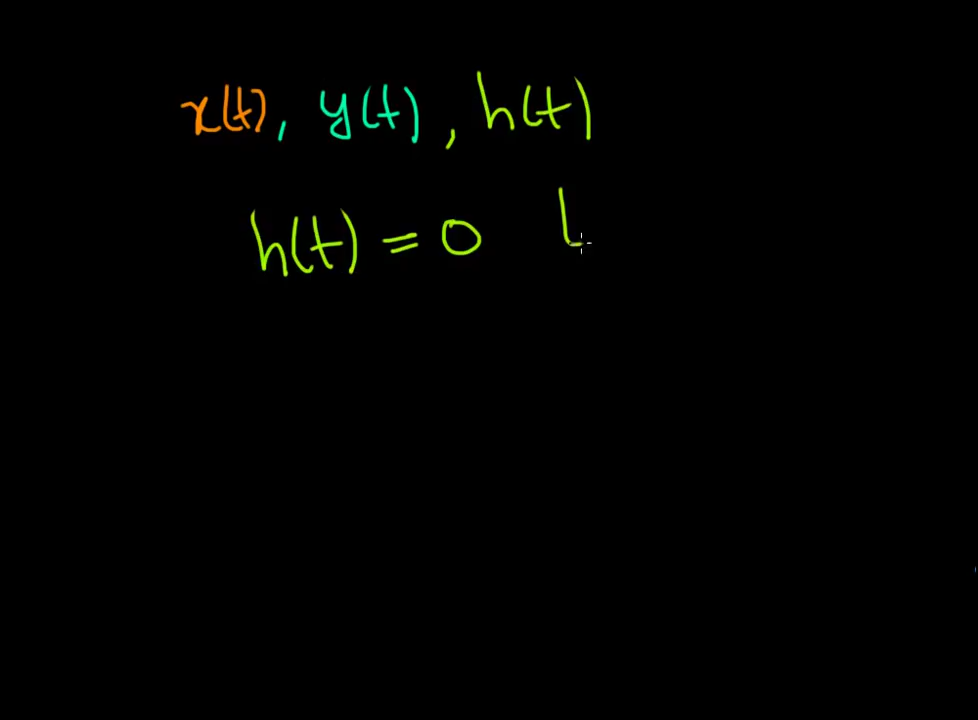 x(t), y(t), h(t)
h(t) = 0